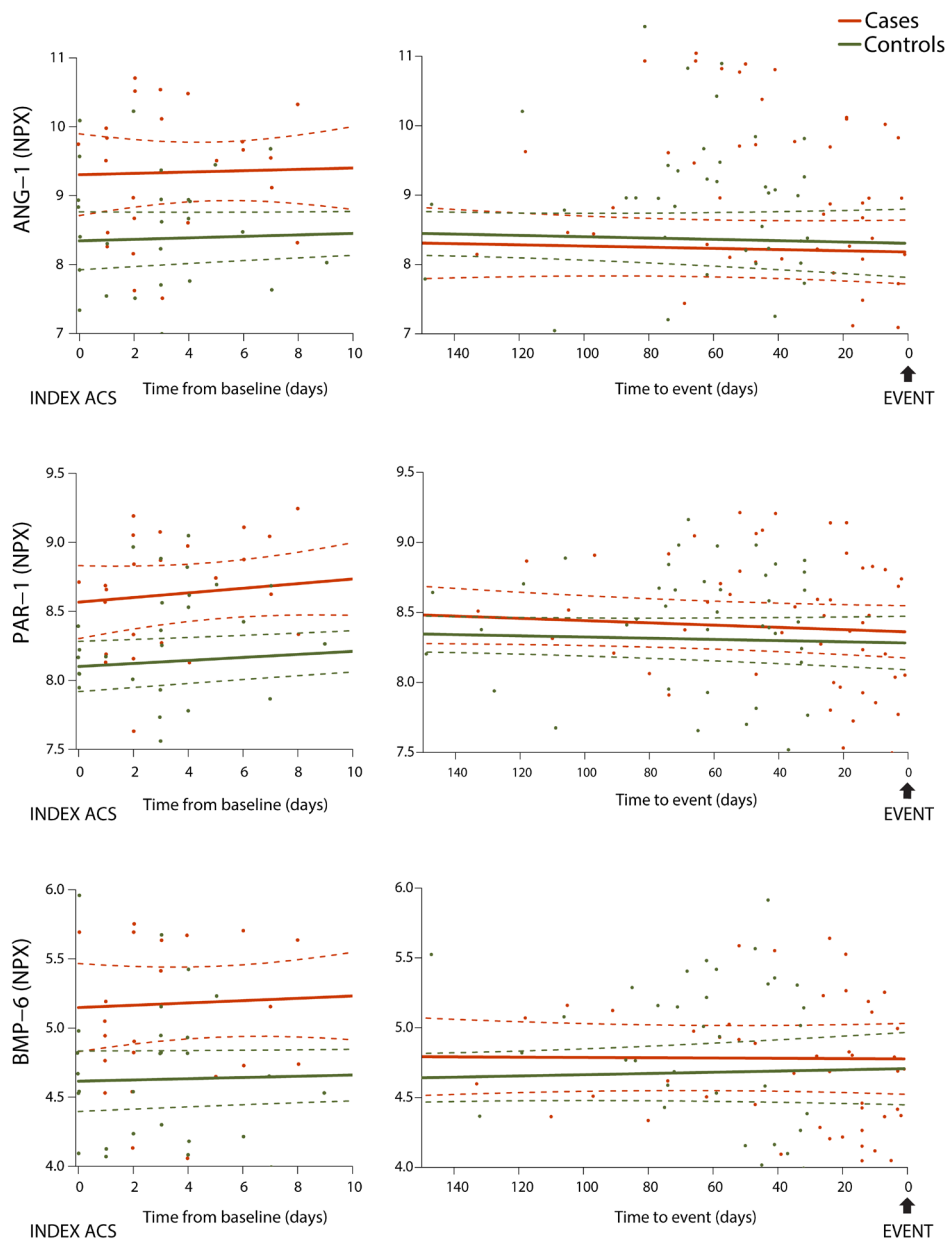 Cases
Controls
ANG–1 (NPX)
11
10
9
8
7
0 2 4 6 8 10
Time from baseline (days)
INDEX ACS
11
10
9
8
7
140 120 100 80 60 40 20 0
Time to event (days)
EVENT
PAR–1 (NPX)
9.5
9.0
8.5
8.0
7.5
0 2 4 6 8 10
Time from baseline (days)
INDEX ACS
9.5
9.0
8.5
8.0
7.5
140 120 100 80 60 40 20 0
Time to event (days)
EVENT
BMP–6 (NPX)
6.0
5.5
5.0
4.5
4.0
0 2 4 6 8 10
Time from baseline (days)
INDEX ACS
6.0
5.5
5.0
4.5
4.0
140 120 100 80 60 40 20 0
Time to event (days)
EVENT